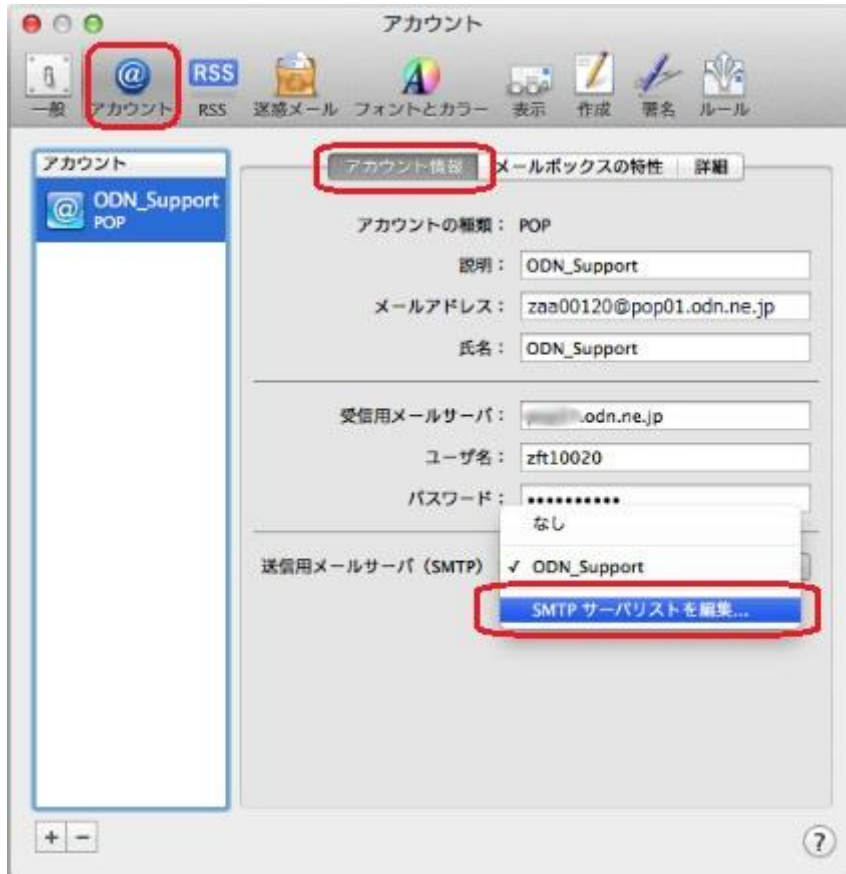 アカウント
RSS
一般 アカウント RSS 迷惑メール フォントとカラー 表示 作成 署名 ルール
アカウント
アカウント情報 メールボックスの特性 詳細
ODN_Support
POP
アカウントの種類： POP
説明： ODN_Support
メールアドレス： zaa00120@pop01.odn.ne.jp
氏名： ODN_Support
受信用メールサーバ： .odn.ne.jp
ユーザ名： zft10020
パスワード： ••••••••••
なし
送信用メールサーバ（SMTP） ✓ ODN_Support
SMTP サーバリストを編集...
+ − ?